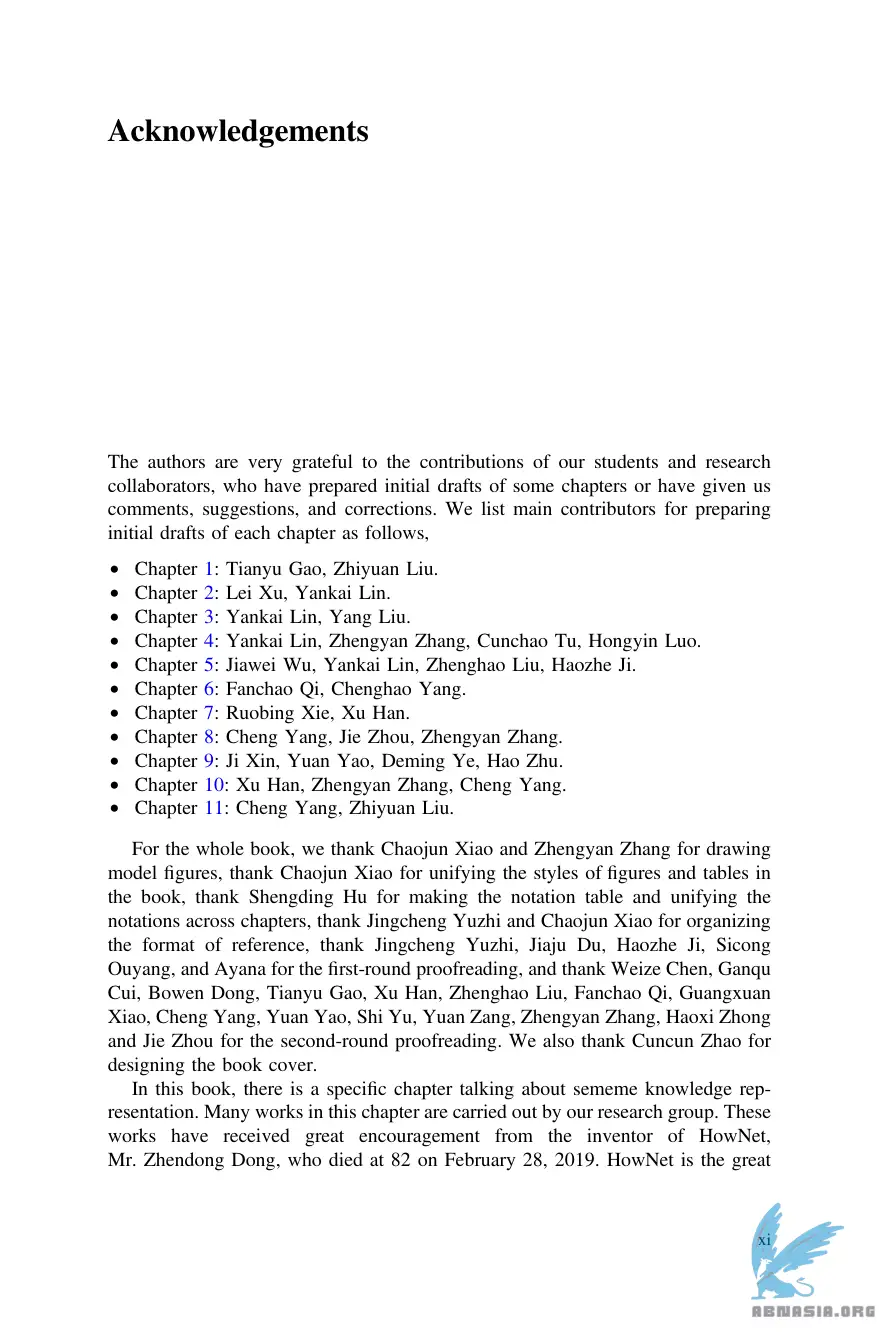 Acknowledgements
The authors are very grateful to the contributions of our students and research
collaborators, who have prepared initial drafts of some chapters or have given us
comments, suggestions, and corrections. We list main contributors for preparing
initial drafts of each chapter as follows,
• Chapter 1: Tianyu Gao, Zhiyuan Liu.
• Chapter 2: Lei Xu, Yankai Lin.
• Chapter 3: Yankai Lin, Yang Liu.
• Chapter 4: Yankai Lin, Zhengyan Zhang, Cunchao Tu, Hongyin Luo.
• Chapter 5: Jiawei Wu, Yankai Lin, Zhenghao Liu, Haozhe Ji.
• Chapter 6: Fanchao Qi, Chenghao Yang.
• Chapter 7: Ruobing Xie, Xu Han.
• Chapter 8: Cheng Yang, Jie Zhou, Zhengyan Zhang.
• Chapter 9: Ji Xin, Yuan Yao, Deming Ye, Hao Zhu.
• Chapter 10: Xu Han, Zhengyan Zhang, Cheng Yang.
• Chapter 11: Cheng Yang, Zhiyuan Liu.
For the whole book, we thank Chaojun Xiao and Zhengyan Zhang for drawing
model figures, thank Chaojun Xiao for unifying the styles of figures and tables in
the book, thank Shengding Hu for making the notation table and unifying the
notations across chapters, thank Jingcheng Yuzhi and Chaojun Xiao for organizing
the format of reference, thank Jingcheng Yuzhi, Jiaju Du, Haozhe Ji, Sicong
Ouyang, and Ayana for the first-round proofreading, and thank Weize Chen, Ganqu
Cui, Bowen Dong, Tianyu Gao, Xu Han, Zhenghao Liu, Fanchao Qi, Guangxuan
Xiao, Cheng Yang, Yuan Yao, Shi Yu, Yuan Zang, Zhengyan Zhang, Haoxi Zhong
and Jie Zhou for the second-round proofreading. We also thank Cuncun Zhao for
designing the book cover.
In this book, there is a specific chapter talking about sememe knowledge rep-
resentation. Many works in this chapter are carried out by our research group. These
works have received great encouragement from the inventor of HowNet,
Mr. Zhendong Dong, who died at 82 on February 28, 2019. HowNet is the great
xi
ABNASIA.ORG